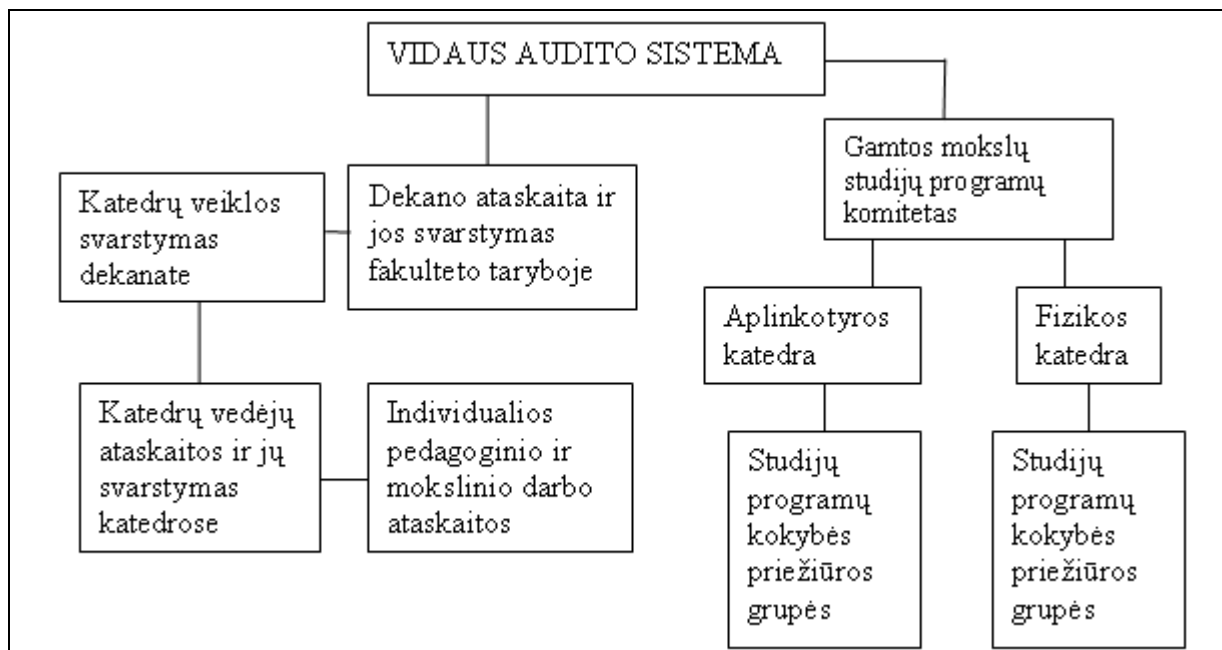 VIDAUS AUDITO SISTEMA
Gamtos mokslų
studijų programų
komitetas
Katedrų veiklos
svarstymas
dekanate
Dekano ataskaita ir
jos svarstymas
fakulteto taryboje
Aplinkotyros
katedra
Fizikos
katedra
Katedrų vedėjų
ataskaitos ir jų
svarstymas
katedrose
Individualios
pedagoginio ir
mokslinio darbo
ataskaitos
Studijų
programų
kokybės
priežiūros
grupės
Studijų
programų
kokybės
priežiūros
grupės